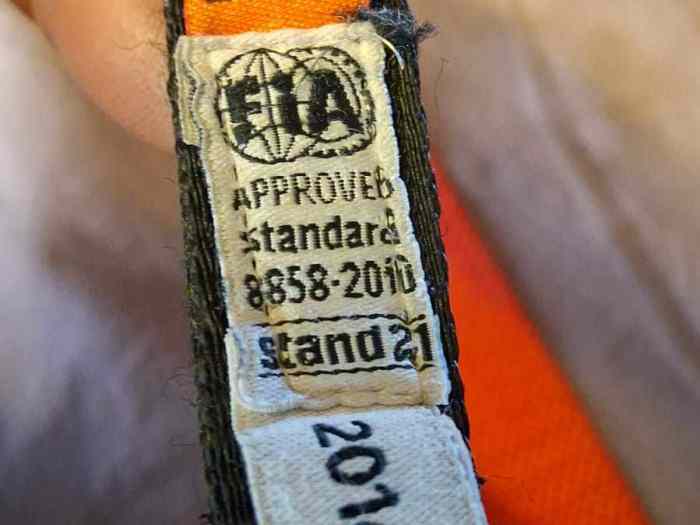 FIA
APPROVED
standard
8858-2010
stand 21